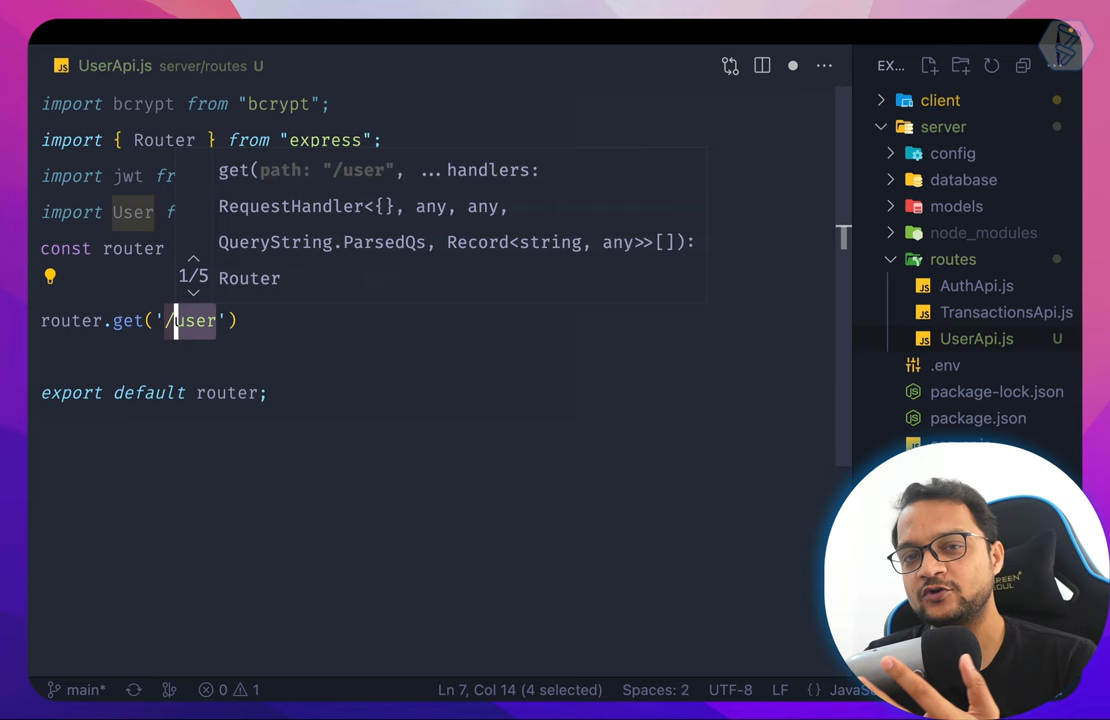 UserApi.js server/routes U
EX... ...
import bcrypt from "bcrypt";
import { Router } from "express";
import jwt fr
import User f
const router
get(path: "/user", ...handlers:
RequestHandler<{}, any, any,
QueryString.ParsedQs, Record<string, any>>[]):
Router
1/5
router.get('/user')
export default router;
client
server
config
database
models
node_modules
routes
AuthApi.js
TransactionsApi.js
UserApi.js U
.env
package-lock.json
package.json
SCREEN
SEOUL
main* 0 1 Ln 7, Col 14 (4 selected) Spaces: 2 UTF-8 LF {} JavaS